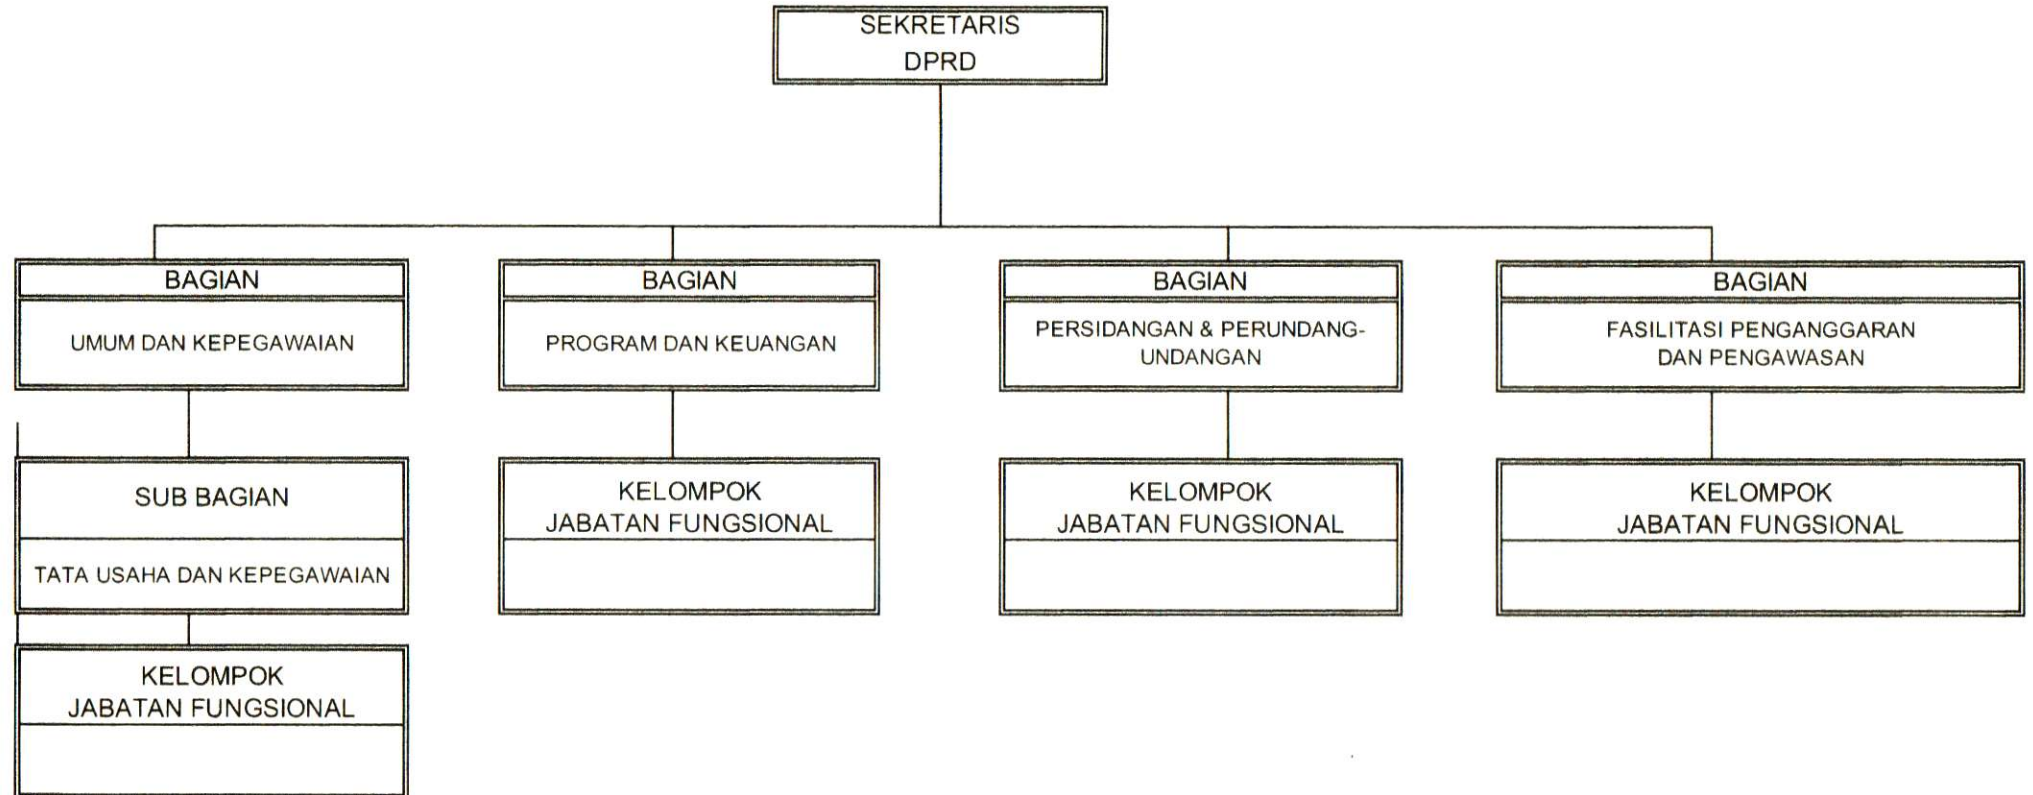 SEKRETARIS
DPRD
BAGIAN
UMUM DAN KEPEGAWAIAN
BAGIAN
PROGRAM DAN KEUANGAN
BAGIAN
PERSIDANGAN & PERUNDANG-
UNDANGAN
BAGIAN
FASILITASI PENGANGGARAN
DAN PENGAWASAN
SUB BAGIAN
TATA USAHA DAN KEPEGAWAIAN
KELOMPOK
JABATAN FUNGSIONAL
KELOMPOK
JABATAN FUNGSIONAL
KELOMPOK
JABATAN FUNGSIONAL
KELOMPOK
JABATAN FUNGSIONAL